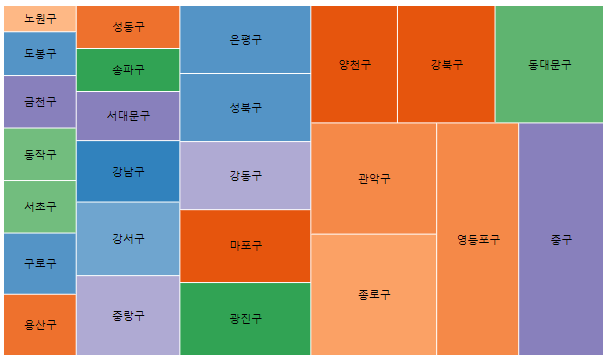 노원구
도봉구
금천구
동작구
서초구
구로구
용산구
성동구
송파구
서대문구
강남구
강서구
중랑구
은평구
성북구
강동구
마포구
광진구
양천구
강북구
동대문구
관악구
종로구
영등포구
중구